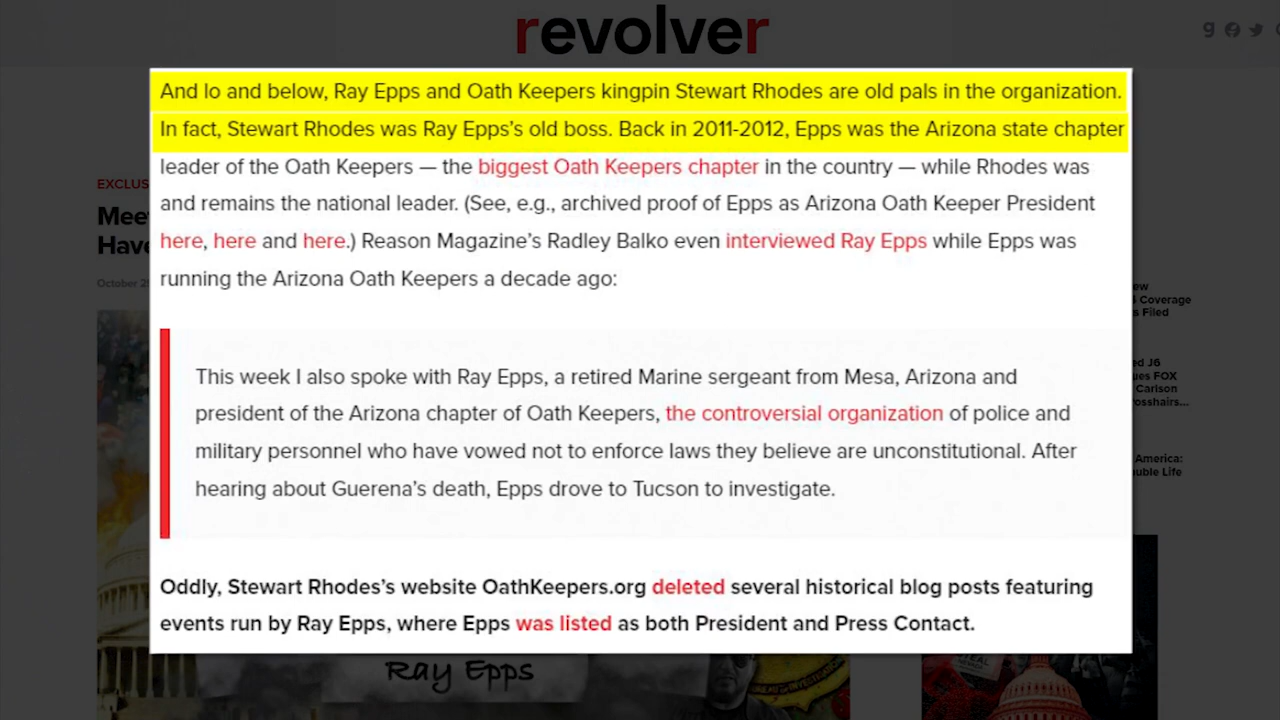 revolver
And lo and below, Ray Epps and Oath Keepers kingpin Stewart Rhodes are old pals in the organization.
In fact, Stewart Rhodes was Ray Epps's old boss. Back in 2011-2012, Epps was the Arizona state chapter
leader of the Oath Keepers — the biggest Oath Keepers chapter in the country — while Rhodes was
and remains the national leader. (See, e.g., archived proof of Epps as Arizona Oath Keeper President
here, here and here.) Reason Magazine's Radley Balko even interviewed Ray Epps while Epps was
running the Arizona Oath Keepers a decade ago:
This week I also spoke with Ray Epps, a retired Marine sergeant from Mesa, Arizona and
president of the Arizona chapter of Oath Keepers, the controversial organization of police and
military personnel who have vowed not to enforce laws they believe are unconstitutional. After
hearing about Guerena's death, Epps drove to Tucson to investigate.
Oddly, Stewart Rhodes's website OathKeepers.org deleted several historical blog posts featuring
events run by Ray Epps, where Epps was listed as both President and Press Contact.
EXCLUS
Mee
Have
October 2
ew
Coverage
s Filed
ed J6
ues FOX
Carlson
osshairs...
America:
uble Life
Ray Epps